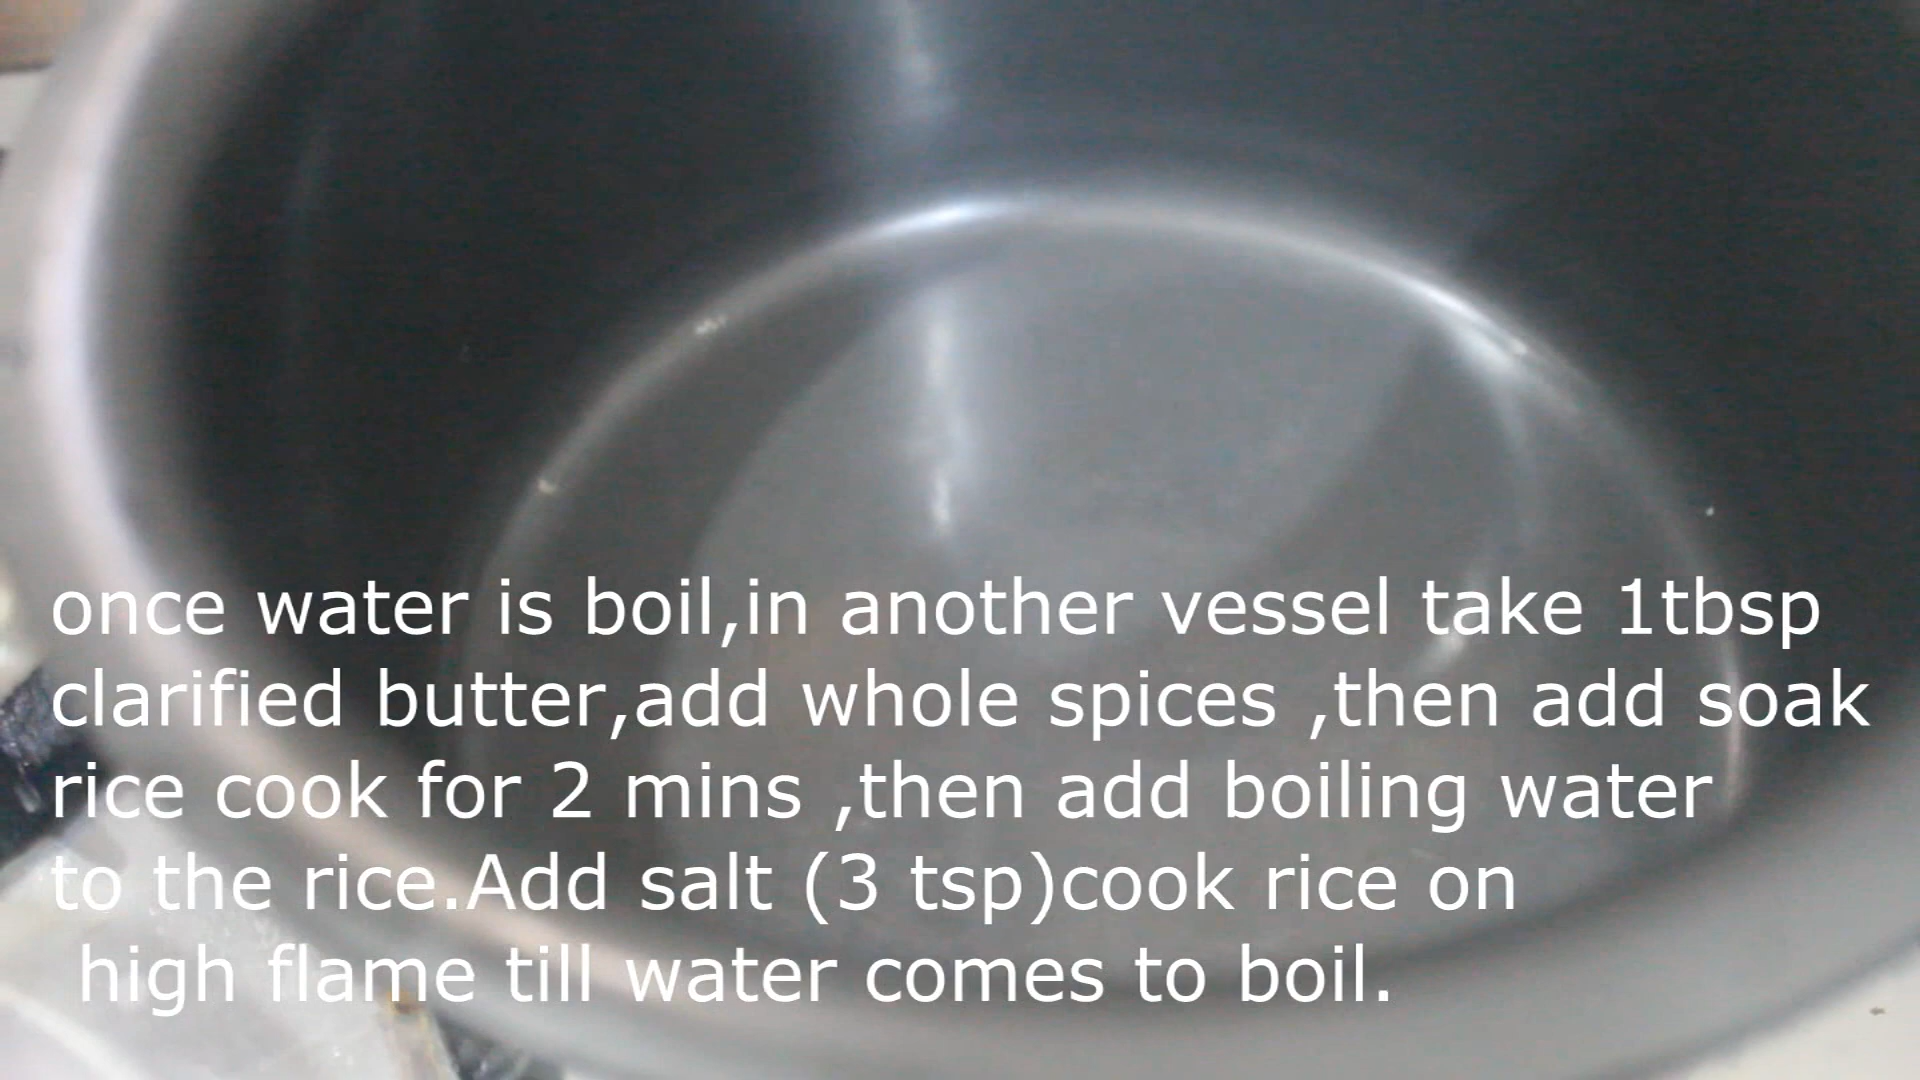 once water is boil,in another vessel take 1tbsp
clarified butter,add whole spices ,then add soak
rice cook for 2 mins ,then add boiling water
to the rice.Add salt (3 tsp)cook rice on
high flame till water comes to boil.